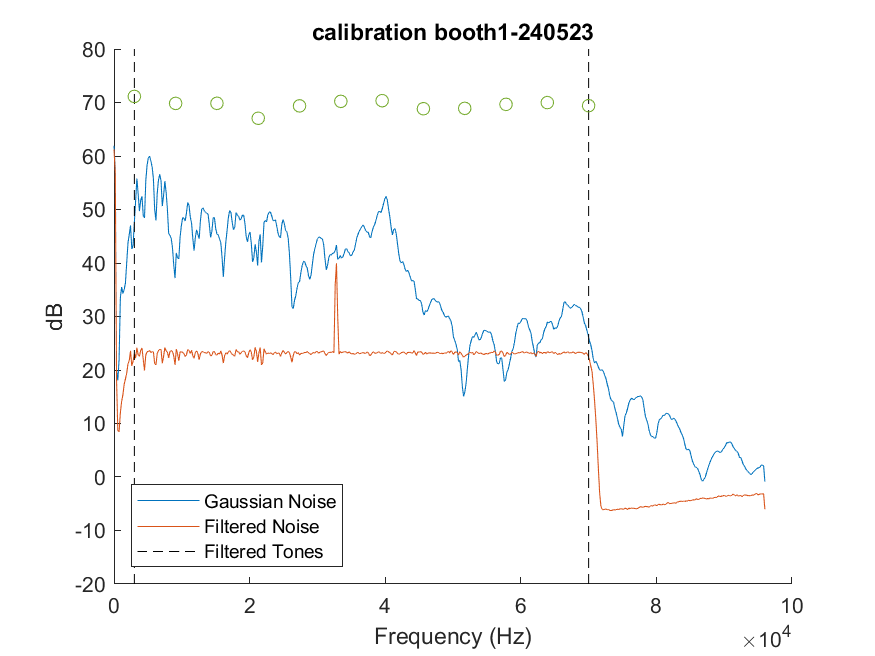 calibration booth1-240523
80
70
60
50
40
30
20
10
0
-10
-20
dB
Gaussian Noise
Filtered Noise
Filtered Tones
0 2 4 6 8 10
Frequency (Hz)
×10⁴